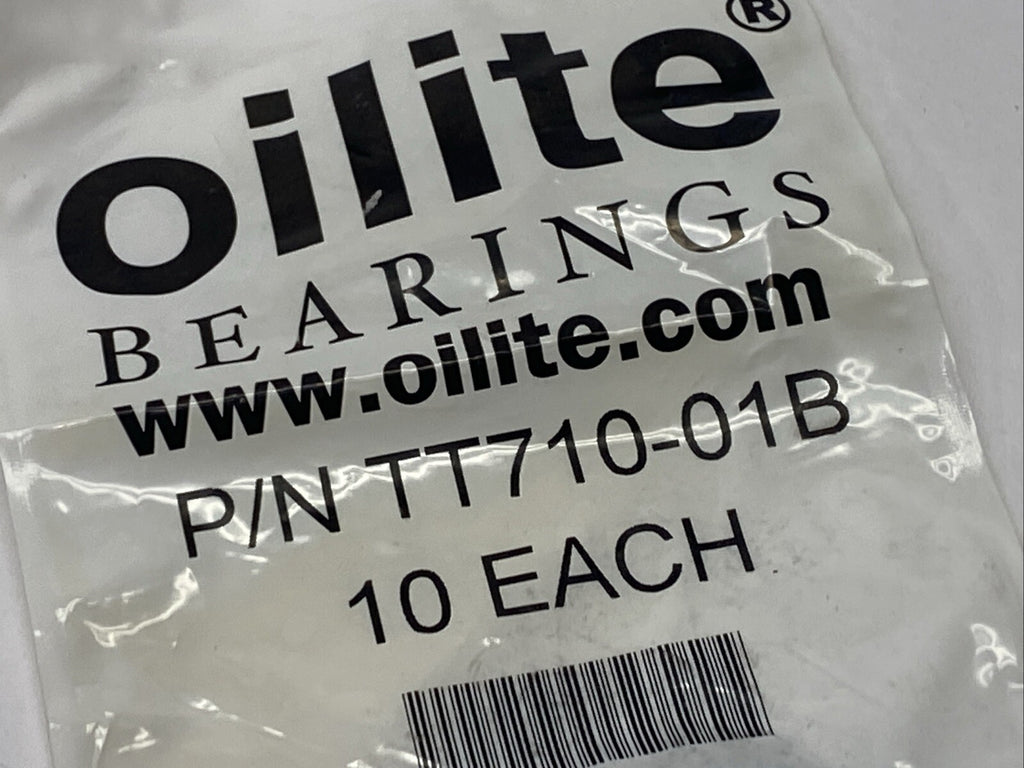 oilite®
BEARINGS
www.oilite.com
P/N TT710-01B
10 EACH